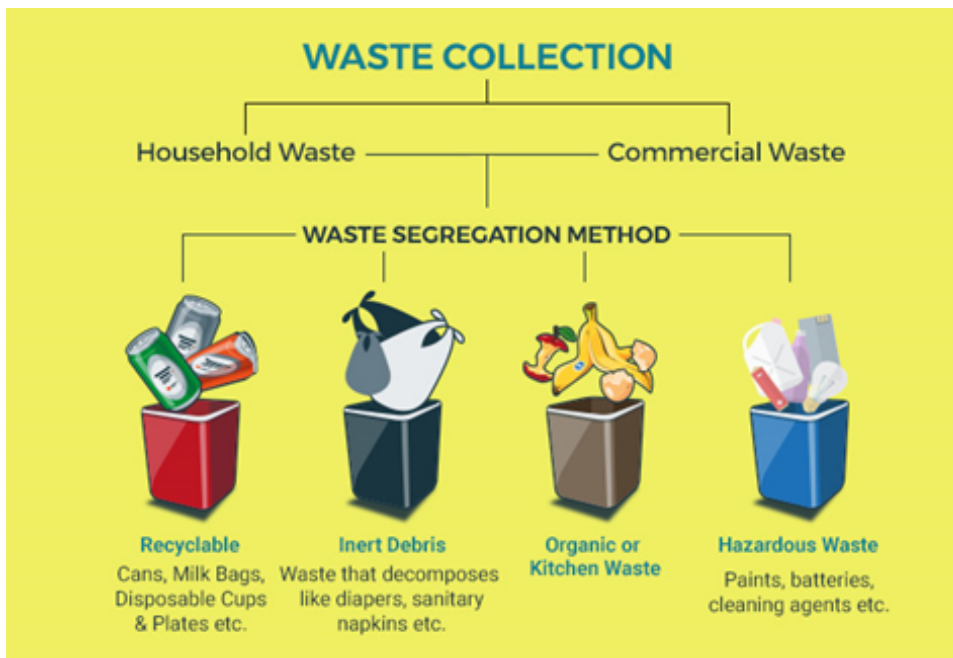 WASTE COLLECTION
Household Waste
Commercial Waste
WASTE SEGREGATION METHOD
Recyclable
Cans, Milk Bags,
Disposable Cups
& Plates etc.
Inert Debris
Waste that decomposes
like diapers, sanitary
napkins etc.
Organic or
Kitchen Waste
Hazardous Waste
Paints, batteries,
cleaning agents etc.